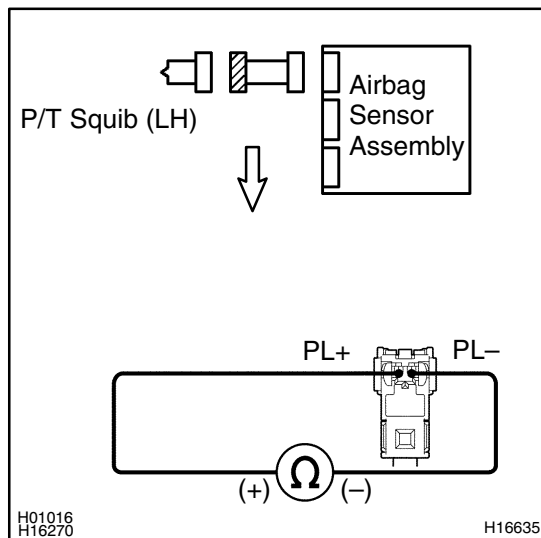 P/T Squib (LH)
Airbag
Sensor
Assembly
PL+ PL−
Ω
(+) (−)
H01016
H16270
H16635